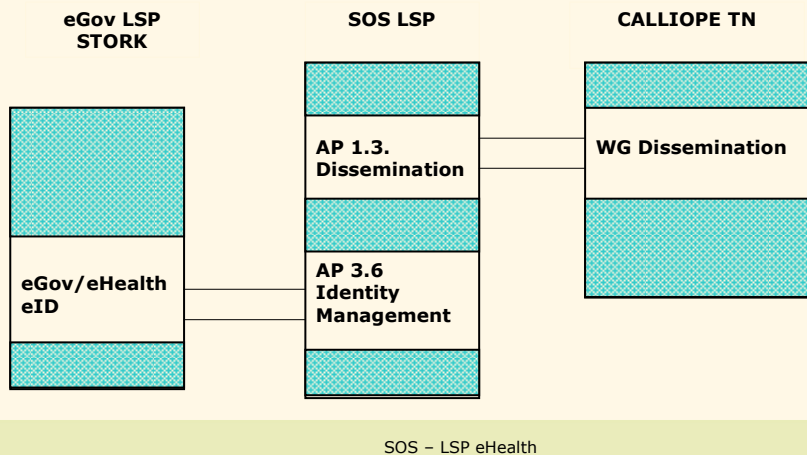 eGov LSP
STORK
SOS LSP
CALLIOPE TN
AP 1.3.
Dissemination
WG Dissemination
eGov/eHealth
eID
AP 3.6
Identity
Management
SOS – LSP eHealth